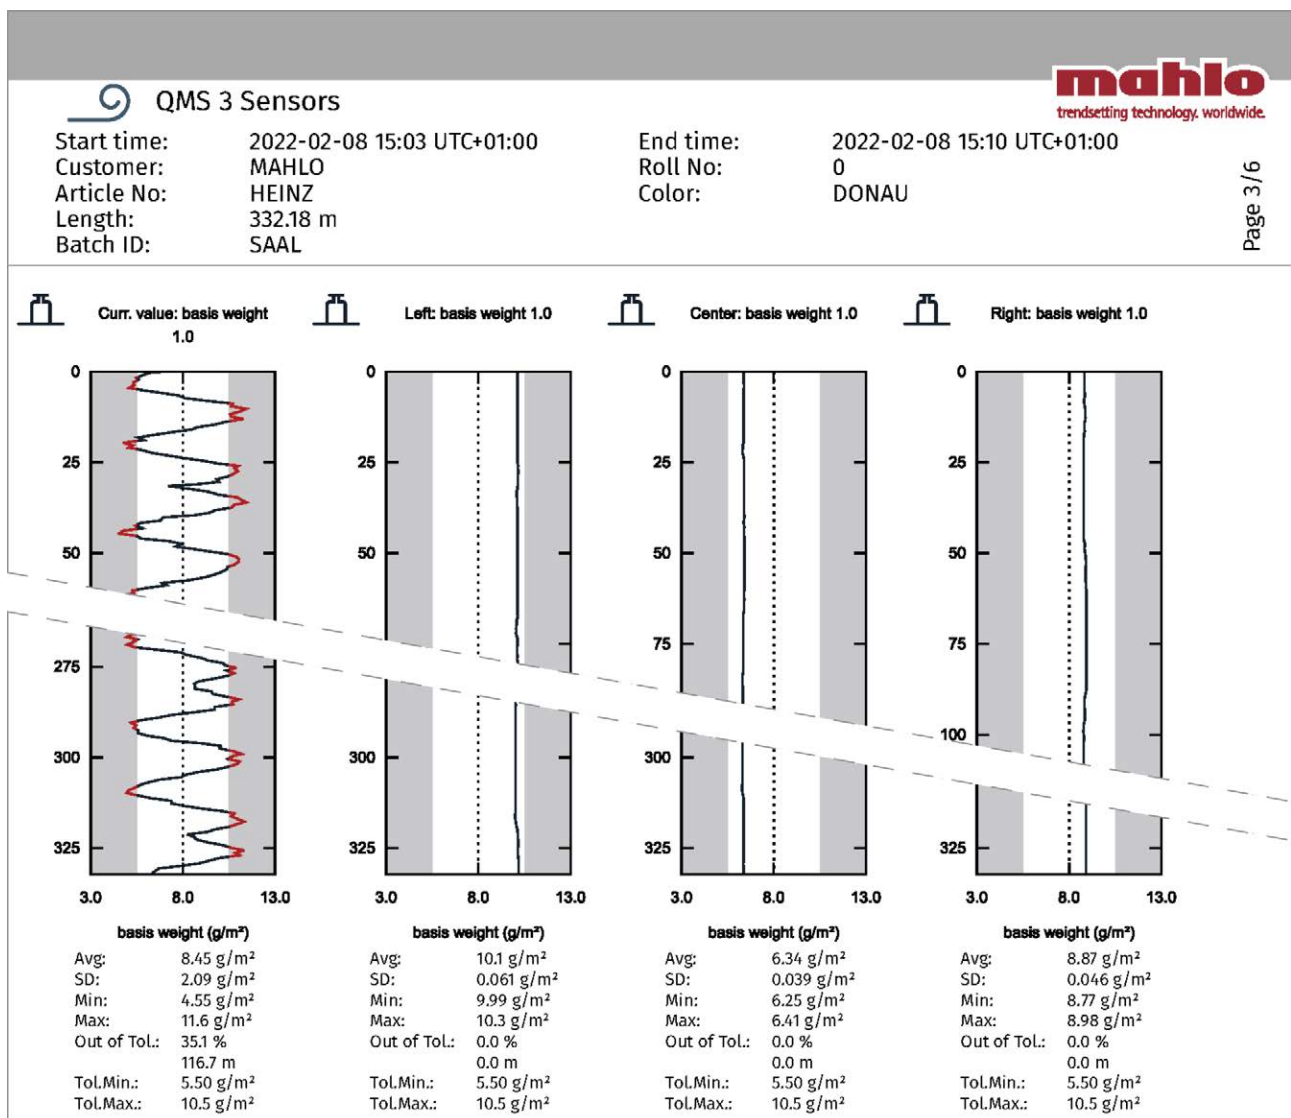 mahlo
trendsetting technology. worldwide.
QMS 3 Sensors
Start time: 2022-02-08 15:03 UTC+01:00 End time: 2022-02-08 15:10 UTC+01:00
Customer: MAHLO Roll No: 0
Article No: HEINZ Color: DONAU
Length: 332.18 m
Batch ID: SAAL
Page 3/6
Curr. value: basis weight
1.0
0
25
50
275
300
325
3.0 8.0 13.0
basis weight (g/m²)
Avg: 8.45 g/m²
SD: 2.09 g/m²
Min: 4.55 g/m²
Max: 11.6 g/m²
Out of Tol.: 35.1 %
116.7 m
Tol.Min.: 5.50 g/m²
Tol.Max.: 10.5 g/m²
Left: basis weight 1.0
0
25
50
75
300
325
3.0 8.0 13.0
basis weight (g/m²)
Avg: 10.1 g/m²
SD: 0.061 g/m²
Min: 9.99 g/m²
Max: 10.3 g/m²
Out of Tol.: 0.0 %
0.0 m
Tol.Min.: 5.50 g/m²
Tol.Max.: 10.5 g/m²
Center: basis weight 1.0
0
25
50
75
300
325
3.0 8.0 13.0
basis weight (g/m²)
Avg: 6.34 g/m²
SD: 0.039 g/m²
Min: 6.25 g/m²
Max: 6.41 g/m²
Out of Tol.: 0.0 %
0.0 m
Tol.Min.: 5.50 g/m²
Tol.Max.: 10.5 g/m²
Right: basis weight 1.0
0
25
50
75
100
325
3.0 8.0 13.0
basis weight (g/m²)
Avg: 8.87 g/m²
SD: 0.046 g/m²
Min: 8.77 g/m²
Max: 8.98 g/m²
Out of Tol.: 0.0 %
0.0 m
Tol.Min.: 5.50 g/m²
Tol.Max.: 10.5 g/m²